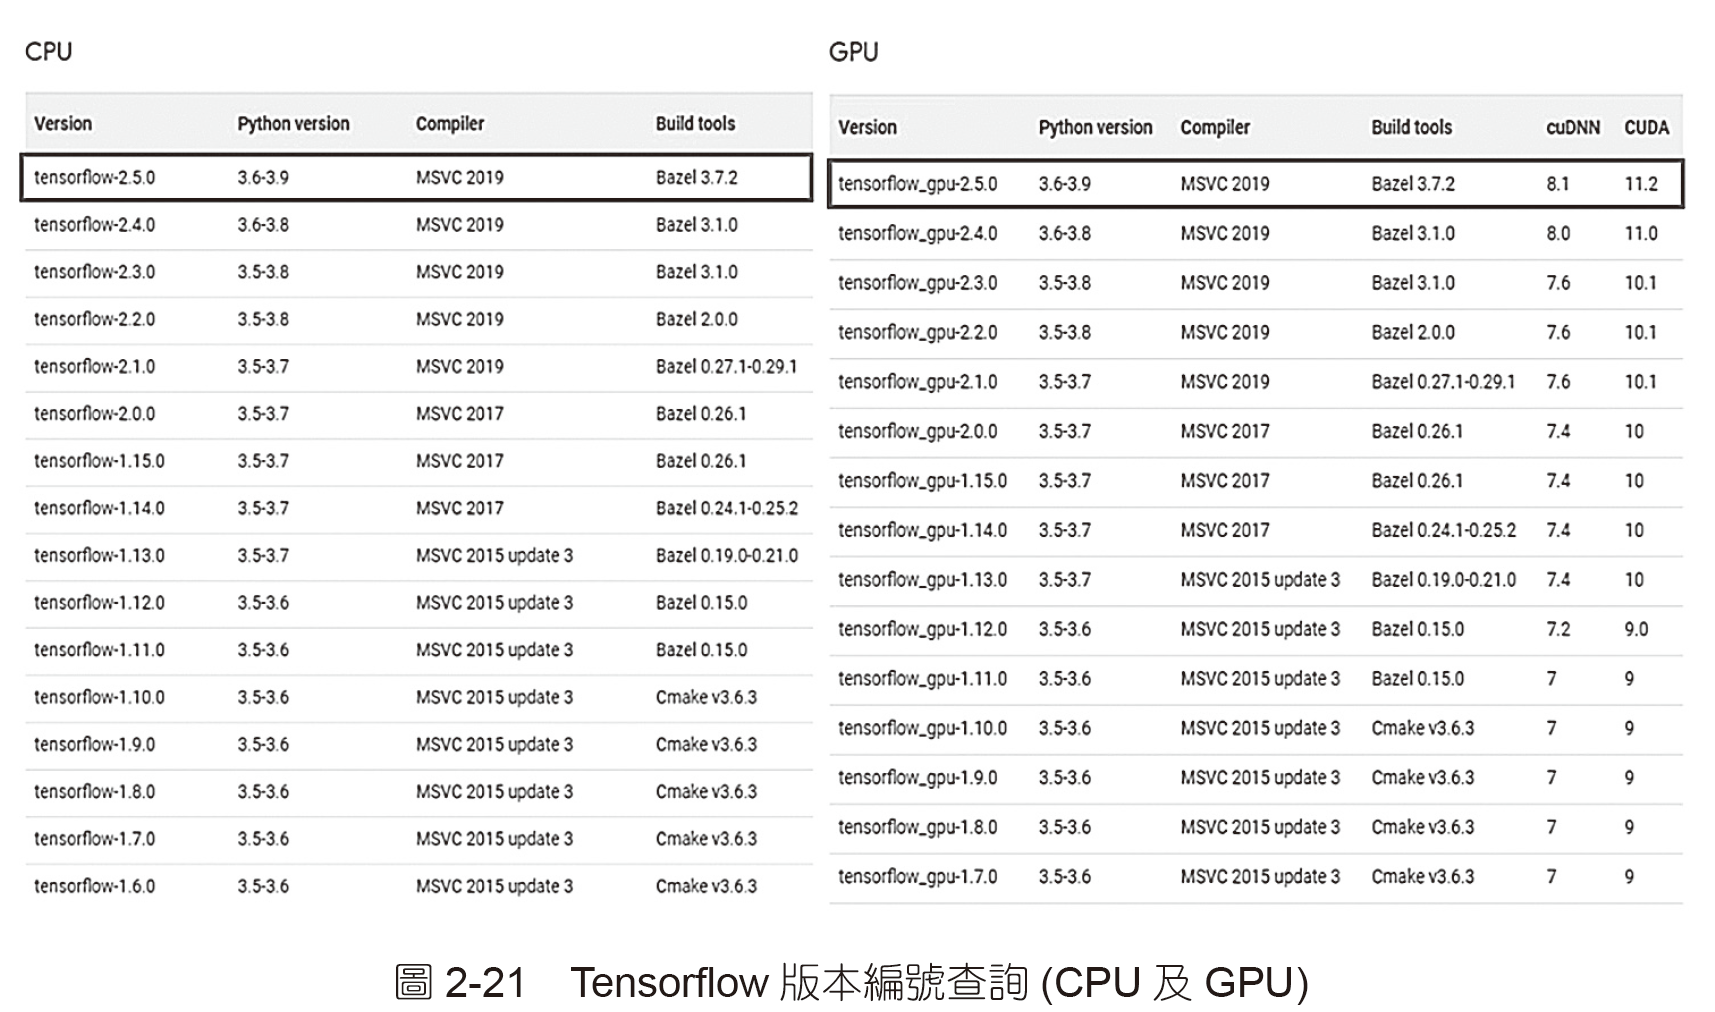 CPU
Version Python version Compiler Build tools
tensorflow-2.5.0 3.6-3.9 MSVC 2019 Bazel 3.7.2
tensorflow-2.4.0 3.6-3.8 MSVC 2019 Bazel 3.1.0
tensorflow-2.3.0 3.5-3.8 MSVC 2019 Bazel 3.1.0
tensorflow-2.2.0 3.5-3.8 MSVC 2019 Bazel 2.0.0
tensorflow-2.1.0 3.5-3.7 MSVC 2019 Bazel 0.27.1-0.29.1
tensorflow-2.0.0 3.5-3.7 MSVC 2017 Bazel 0.26.1
tensorflow-1.15.0 3.5-3.7 MSVC 2017 Bazel 0.26.1
tensorflow-1.14.0 3.5-3.7 MSVC 2017 Bazel 0.24.1-0.25.2
tensorflow-1.13.0 3.5-3.7 MSVC 2015 update 3 Bazel 0.19.0-0.21.0
tensorflow-1.12.0 3.5-3.6 MSVC 2015 update 3 Bazel 0.15.0
tensorflow-1.11.0 3.5-3.6 MSVC 2015 update 3 Bazel 0.15.0
tensorflow-1.10.0 3.5-3.6 MSVC 2015 update 3 Cmake v3.6.3
tensorflow-1.9.0 3.5-3.6 MSVC 2015 update 3 Cmake v3.6.3
tensorflow-1.8.0 3.5-3.6 MSVC 2015 update 3 Cmake v3.6.3
tensorflow-1.7.0 3.5-3.6 MSVC 2015 update 3 Cmake v3.6.3
tensorflow-1.6.0 3.5-3.6 MSVC 2015 update 3 Cmake v3.6.3
GPU
Version Python version Compiler Build tools cuDNN CUDA
tensorflow_gpu-2.5.0 3.6-3.9 MSVC 2019 Bazel 3.7.2 8.1 11.2
tensorflow_gpu-2.4.0 3.6-3.8 MSVC 2019 Bazel 3.1.0 8.0 11.0
tensorflow_gpu-2.3.0 3.5-3.8 MSVC 2019 Bazel 3.1.0 7.6 10.1
tensorflow_gpu-2.2.0 3.5-3.8 MSVC 2019 Bazel 2.0.0 7.6 10.1
tensorflow_gpu-2.1.0 3.5-3.7 MSVC 2019 Bazel 0.27.1-0.29.1 7.6 10.1
tensorflow_gpu-2.0.0 3.5-3.7 MSVC 2017 Bazel 0.26.1 7.4 10
tensorflow_gpu-1.15.0 3.5-3.7 MSVC 2017 Bazel 0.26.1 7.4 10
tensorflow_gpu-1.14.0 3.5-3.7 MSVC 2017 Bazel 0.24.1-0.25.2 7.4 10
tensorflow_gpu-1.13.0 3.5-3.7 MSVC 2015 update 3 Bazel 0.19.0-0.21.0 7.4 10
tensorflow_gpu-1.12.0 3.5-3.6 MSVC 2015 update 3 Bazel 0.15.0 7.2 9.0
tensorflow_gpu-1.11.0 3.5-3.6 MSVC 2015 update 3 Bazel 0.15.0 7 9
tensorflow_gpu-1.10.0 3.5-3.6 MSVC 2015 update 3 Cmake v3.6.3 7 9
tensorflow_gpu-1.9.0 3.5-3.6 MSVC 2015 update 3 Cmake v3.6.3 7 9
tensorflow_gpu-1.8.0 3.5-3.6 MSVC 2015 update 3 Cmake v3.6.3 7 9
tensorflow_gpu-1.7.0 3.5-3.6 MSVC 2015 update 3 Cmake v3.6.3 7 9
圖 2-21 Tensorflow 版本編號查詢 (CPU 及 GPU)